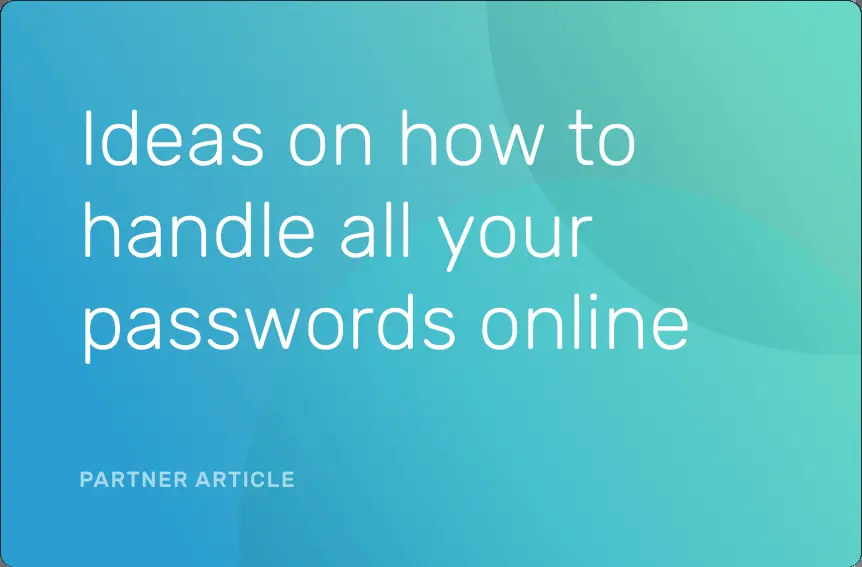 Ideas on how to
handle all your
passwords online
PARTNER ARTICLE